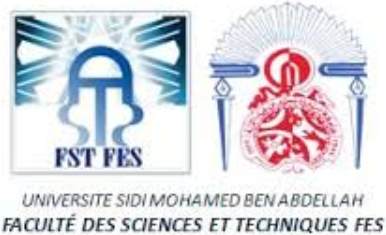 FST FES
UNIVERSITE SIDI MOHAMED BEN ABDELLAH
FACULTÉ DES SCIENCES ET TECHNIQUES FES